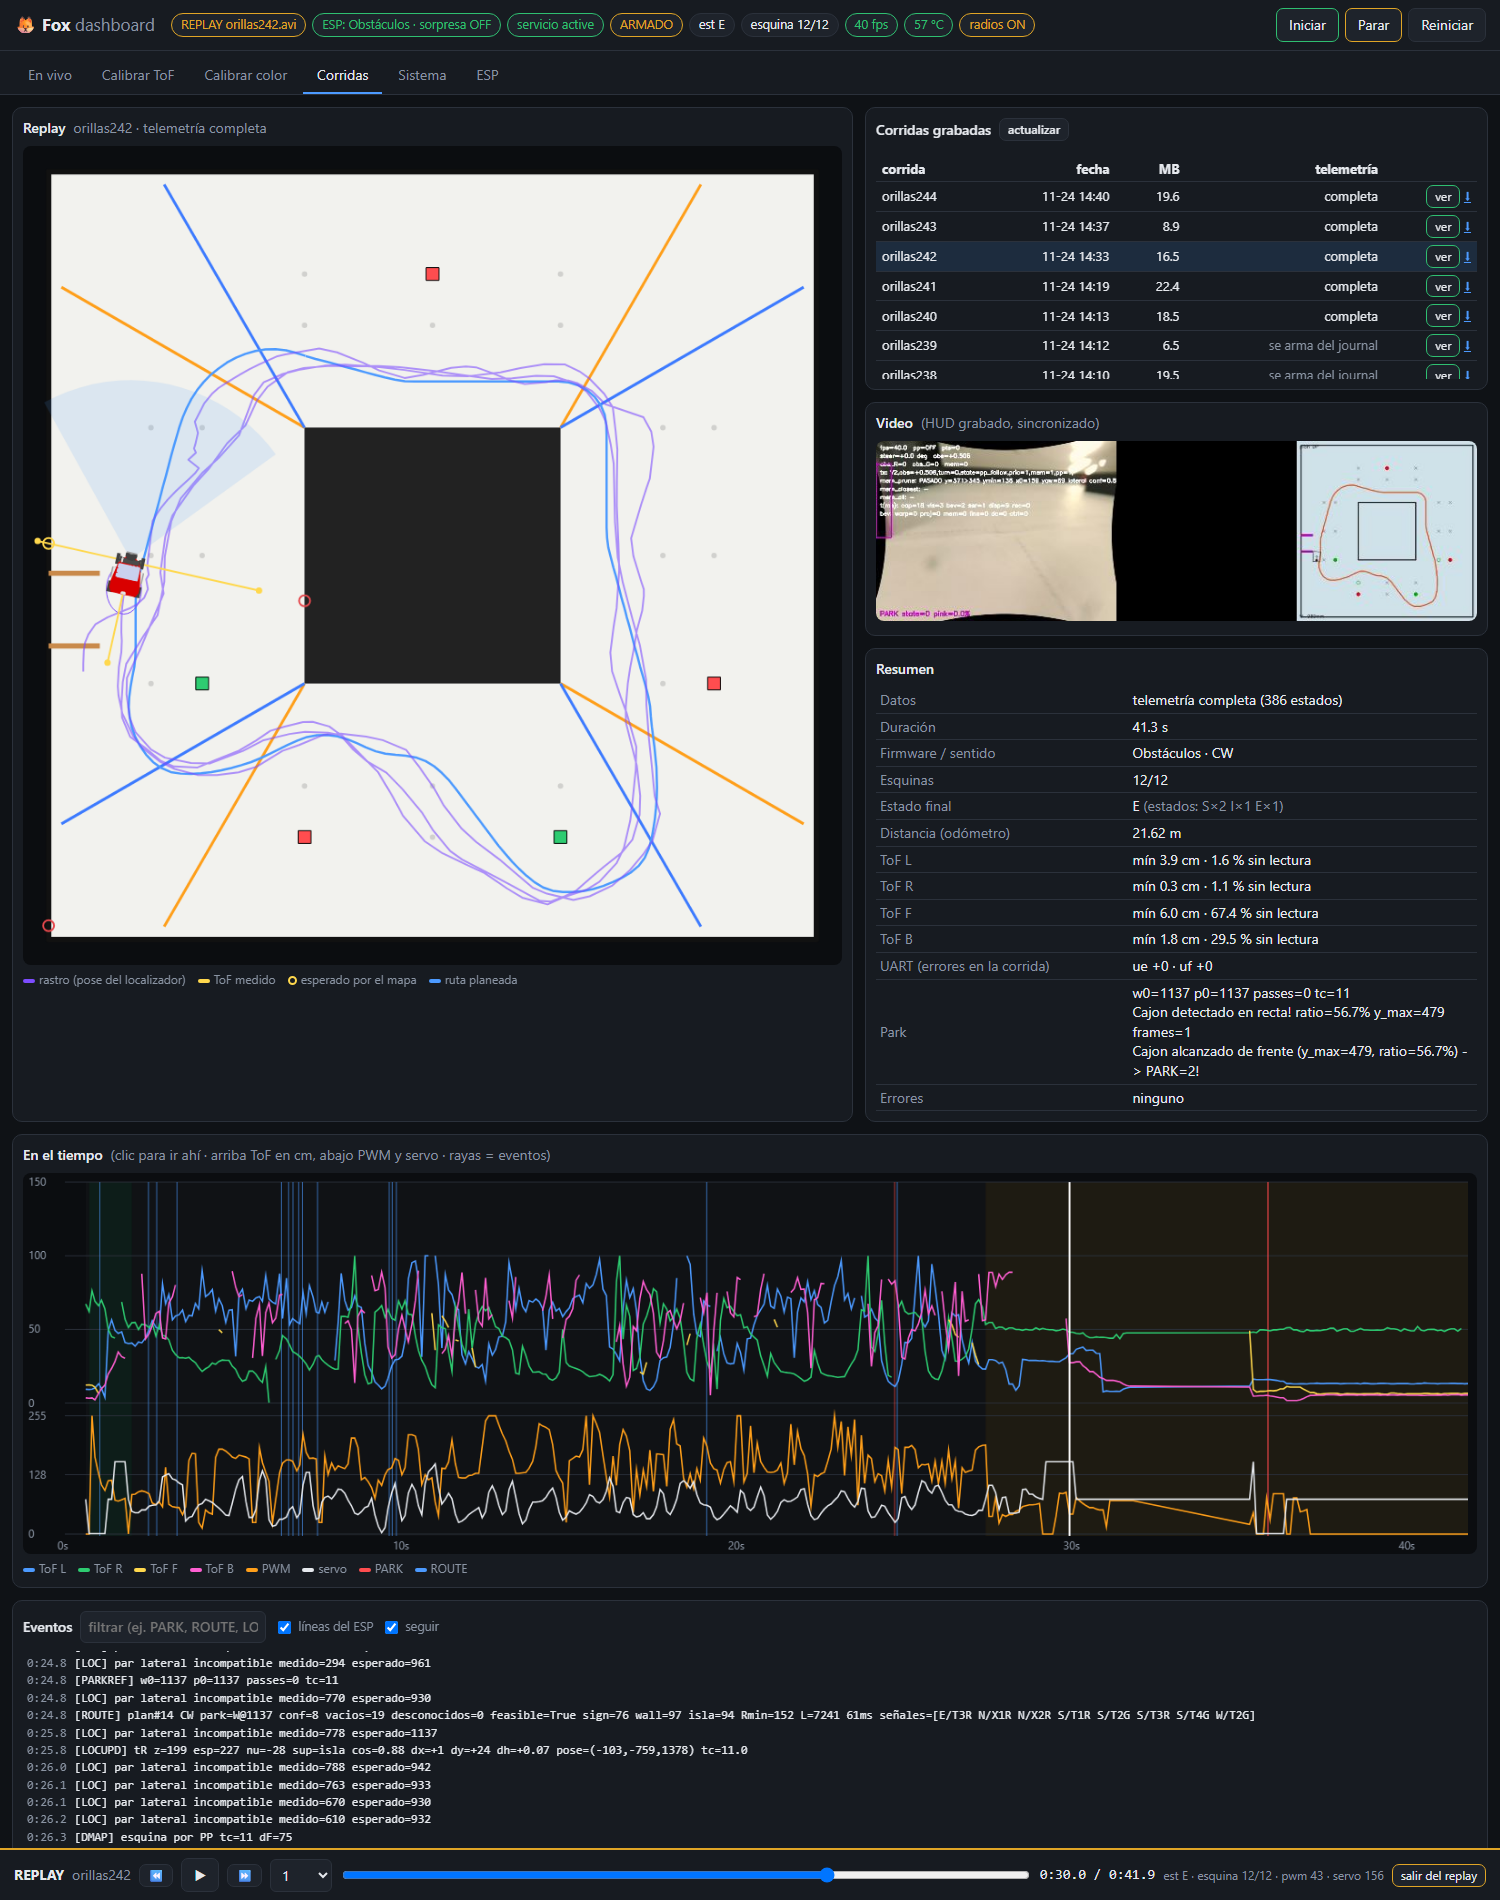 Fox dashboard
REPLAY orillas242.avi
ESP: Obstáculos · sorpresa OFF
servicio active
ARMADO
est E
esquina 12/12
40 fps
57 °C
radios ON
Iniciar
Parar
Reiniciar
En vivo
Calibrar ToF
Calibrar color
Corridas
Sistema
ESP
Replay orillas242 · telemetría completa
rastro (pose del localizador)
ToF medido
esperado por el mapa
ruta planeada
Corridas grabadas actualizar
corrida fecha MB telemetría
orillas244 11-24 14:40 19.6 completa ver
orillas243 11-24 14:37 8.9 completa ver
orillas242 11-24 14:33 16.5 completa ver
orillas241 11-24 14:19 22.4 completa ver
orillas240 11-24 14:13 18.5 completa ver
orillas239 11-24 14:12 6.5 se arma del journal ver
orillas238 11-24 14:10 19.5 se arma del journal ver
Video (HUD grabado, sincronizado)
PARK state=0 pink=0.0%
Resumen
Datos telemetría completa (386 estados)
Duración 41.3 s
Firmware / sentido Obstáculos · CW
Esquinas 12/12
Estado final E (estados: S×2 I×1 E×1)
Distancia (odómetro) 21.62 m
ToF L mín 3.9 cm · 1.6 % sin lectura
ToF R mín 0.3 cm · 1.1 % sin lectura
ToF F mín 6.0 cm · 67.4 % sin lectura
ToF B mín 1.8 cm · 29.5 % sin lectura
UART (errores en la corrida) ue +0 · uf +0
Park w0=1137 p0=1137 passes=0 tc=11
Cajon detectado en recta! ratio=56.7% y_max=479
frames=1
Cajon alcanzado de frente (y_max=479, ratio=56.7%) -
> PARK=2!
Errores ninguno
En el tiempo (clic para ir ahí · arriba ToF en cm, abajo PWM y servo · rayas = eventos)
150
100
50
0
255
128
0
0s 10s 20s 30s 40s
ToF L ToF R ToF F ToF B PWM servo PARK ROUTE
Eventos filtrar (ej. PARK, ROUTE, LO líneas del ESP seguir
0:24.8 [LOC] par lateral incompatible medido=294 esperado=961
0:24.8 [PARKREF] w0=1137 p0=1137 passes=0 tc=11
0:24.8 [LOC] par lateral incompatible medido=770 esperado=930
0:24.8 [ROUTE] plan#14 CW park=W@1137 conf=8 vacios=19 desconocidos=0 feasible=True sign=76 wall=97 isla=94 Rmin=152 L=7241 61ms señales=[E/T3R N/X1R N/X2R S/T1R S/T2G S/T3R S/T4G W/T2G]
0:25.8 [LOC] par lateral incompatible medido=778 esperado=1137
0:25.8 [LOCUPD] tR z=199 esp=227 nu=-28 sup=isla cos=0.88 dx=+1 dy=+24 dh=+0.07 pose=(-103,-759,1378) tc=11.0
0:26.0 [LOC] par lateral incompatible medido=788 esperado=942
0:26.1 [LOC] par lateral incompatible medido=763 esperado=933
0:26.1 [LOC] par lateral incompatible medido=670 esperado=930
0:26.2 [LOC] par lateral incompatible medido=610 esperado=932
0:26.3 [DMAP] esquina por PP tc=11 dF=75
REPLAY orillas242 1 0:30.0 / 0:41.9 est E · esquina 12/12 · pwm 43 · servo 156 salir del replay